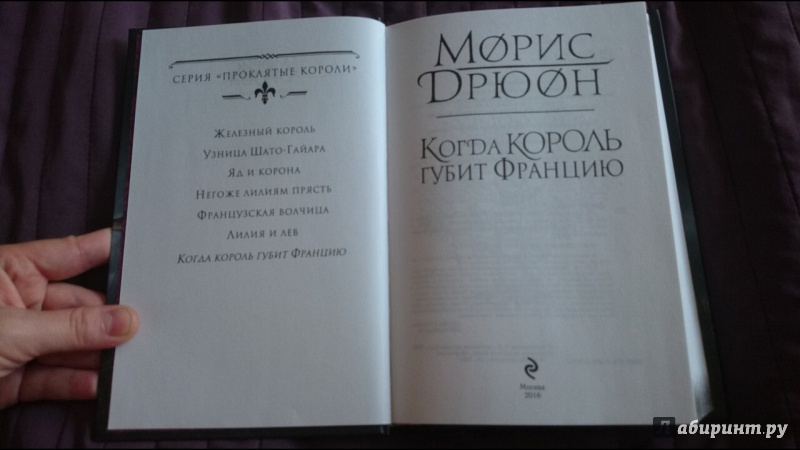 СЕРИЯ «ПРОКЛЯТЫЕ КОРОЛИ»
ЖЕЛЕЗНЫЙ КОРОЛЬ
УЗНИЦА ШАТО-ГАЙАРА
ЯД И КОРОНА
НЕГОЖЕ ЛИЛИЯМ ПРЯСТЬ
ФРАНЦУЗСКАЯ ВОЛЧИЦА
ЛИЛИЯ И ЛЕВ
КОГДА КОРОЛЬ ГУБИТ ФРАНЦИЮ
МОРИС
ДРЮОН
КОГДА КОРОЛЬ
ГУБИТ ФРАНЦИЮ
Москва
2016
Лабиринт.ру